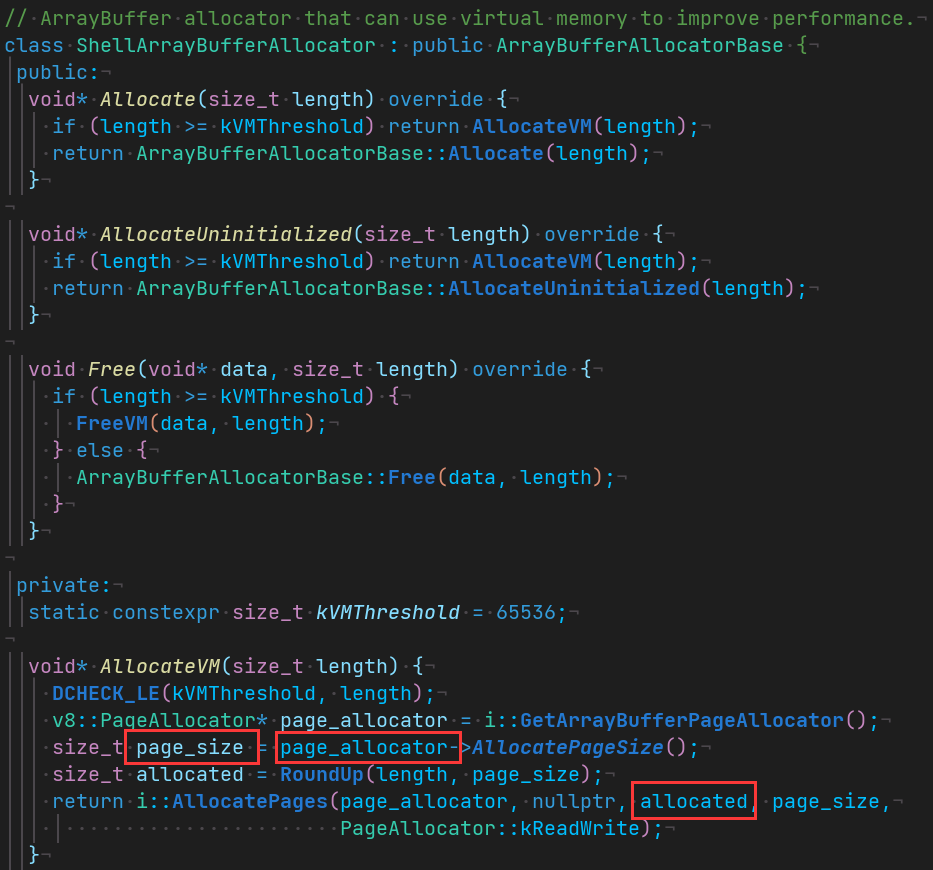 // ArrayBuffer allocator that can use virtual memory to improve performance.
class ShellArrayBufferAllocator : public ArrayBufferAllocatorBase {
public:
void* Allocate(size_t length) override {
if (length >= kVMThreshold) return AllocateVM(length);
return ArrayBufferAllocatorBase::Allocate(length);
}
void* AllocateUninitialized(size_t length) override {
if (length >= kVMThreshold) return AllocateVM(length);
return ArrayBufferAllocatorBase::AllocateUninitialized(length);
}
void Free(void* data, size_t length) override {
if (length >= kVMThreshold) {
FreeVM(data, length);
} else {
ArrayBufferAllocatorBase::Free(data, length);
}
}
private:
static constexpr size_t kVMThreshold = 65536;
void* AllocateVM(size_t length) {
DCHECK_LE(kVMThreshold, length);
v8::PageAllocator* page_allocator = i::GetArrayBufferPageAllocator();
size_t page_size = page_allocator->AllocatePageSize();
size_t allocated = RoundUp(length, page_size);
return i::AllocatePages(page_allocator, nullptr, allocated, page_size,
PageAllocator::kReadWrite);
}